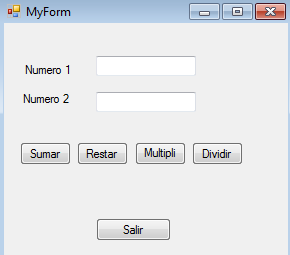 MyForm
Numero 1
Numero 2
Sumar Restar Multipli Dividir
Salir